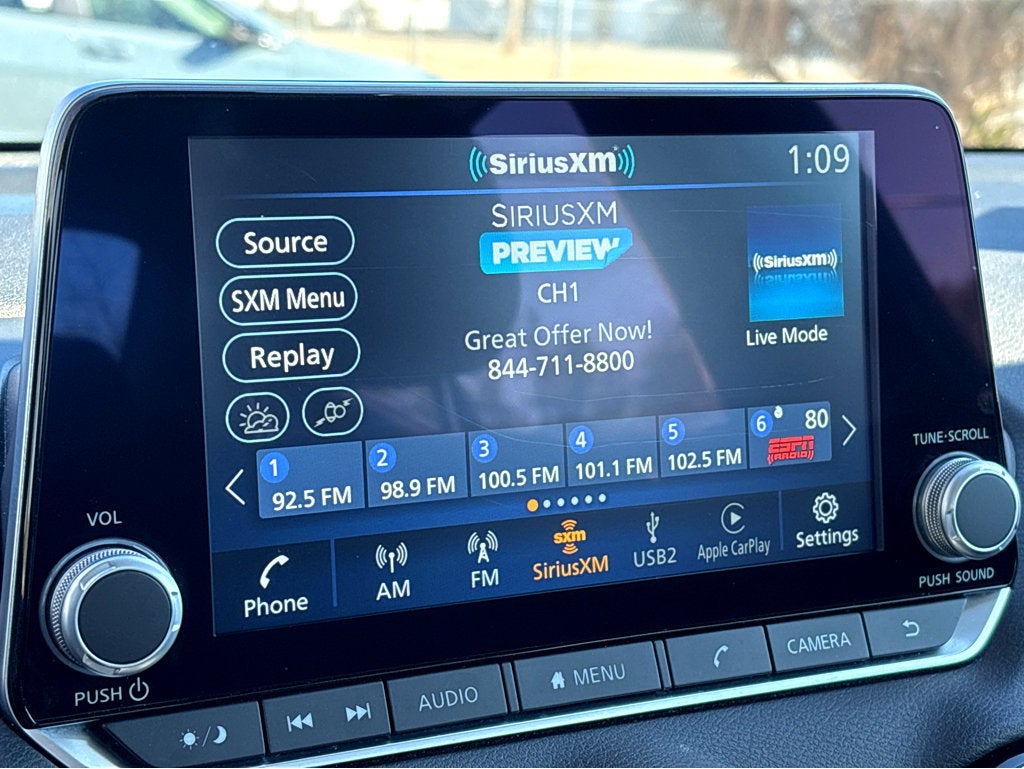 SiriusXM
1:09
Source
SXM Menu
Replay
SIRIUSXM
PREVIEW
CH1
Great Offer Now!
844-711-8800
SiriusXM
Live Mode
1
92.5 FM
2
98.9 FM
3
100.5 FM
4
101.1 FM
5
102.5 FM
6
80
ESPN
RADIO
Phone
AM
FM
sxm
SiriusXM
USB2
Apple CarPlay
Settings
VOL
PUSH
TUNE·SCROLL
PUSH SOUND
AUDIO
MENU
CAMERA